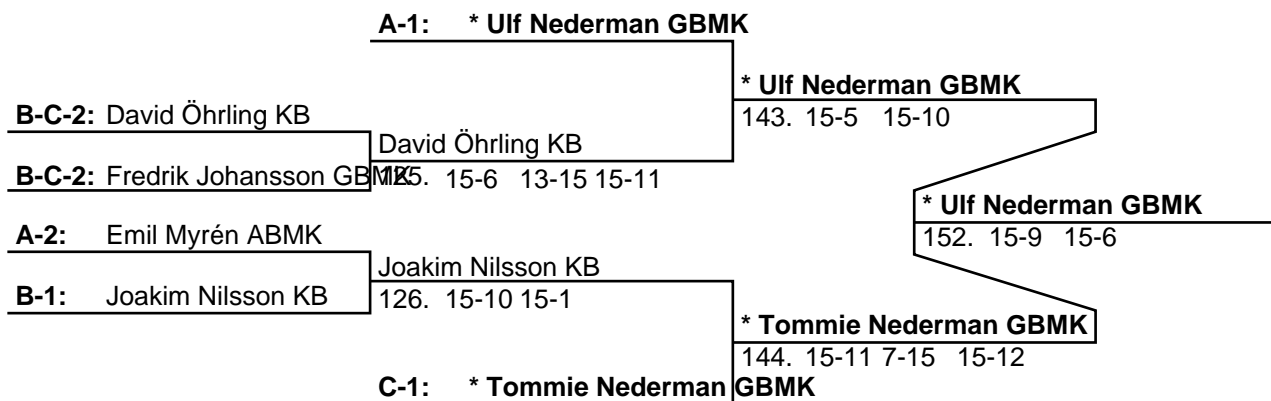 A-1: * Ulf Nederman GBMK
* Ulf Nederman GBMK
B-C-2: David Öhrling KB
143. 15-5 15-10
David Öhrling KB
B-C-2: Fredrik Johansson GBMK
125. 15-6 13-15 15-11
* Ulf Nederman GBMK
A-2: Emil Myrén ABMK
152. 15-9 15-6
Joakim Nilsson KB
B-1: Joakim Nilsson KB
126. 15-10 15-1
* Tommie Nederman GBMK
144. 15-11 7-15 15-12
C-1: * Tommie Nederman GBMK